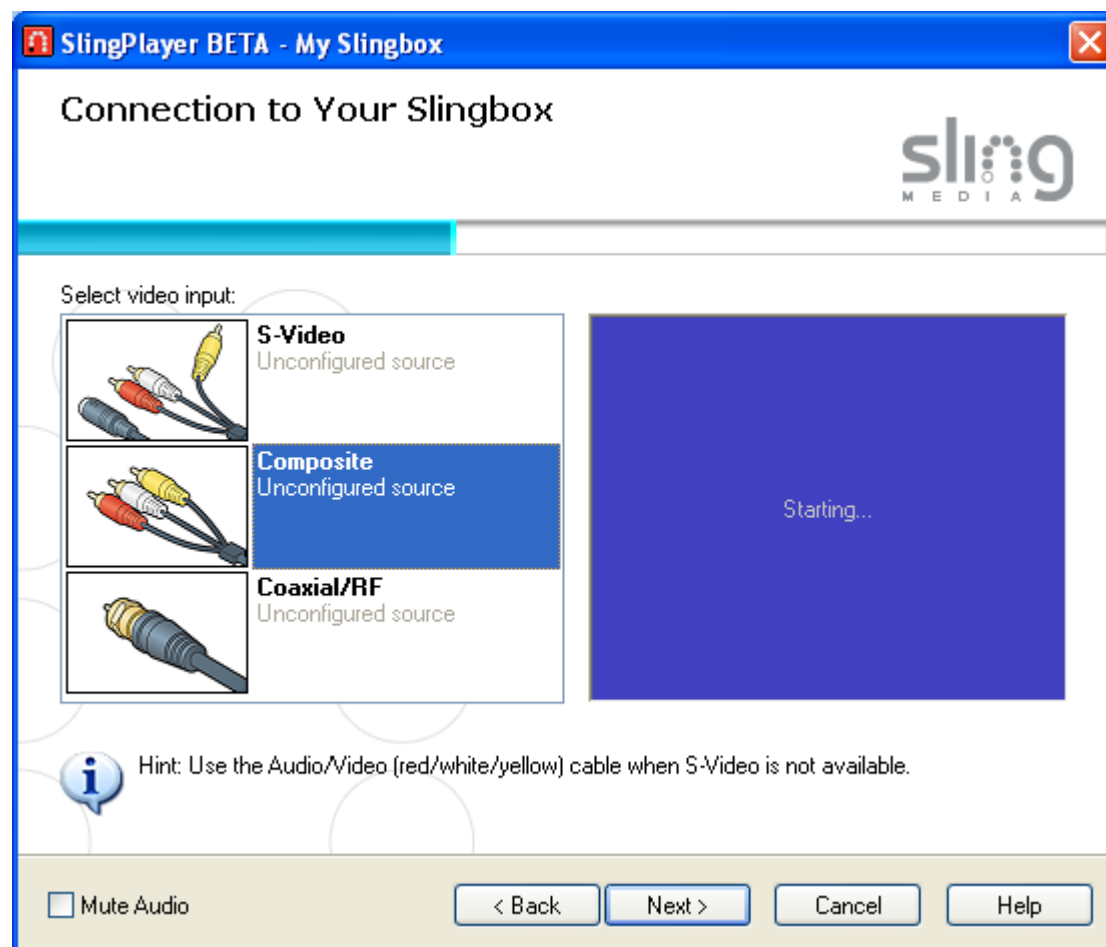 SlingPlayer BETA - My Slingbox
Connection to Your Slingbox
sling
MEDIA
Select video input:
S-Video
Unconfigured source
Composite
Unconfigured source
Starting...
Coaxial/RF
Unconfigured source
Hint: Use the Audio/Video (red/white/yellow) cable when S-Video is not available.
Mute Audio
< Back
Next >
Cancel
Help